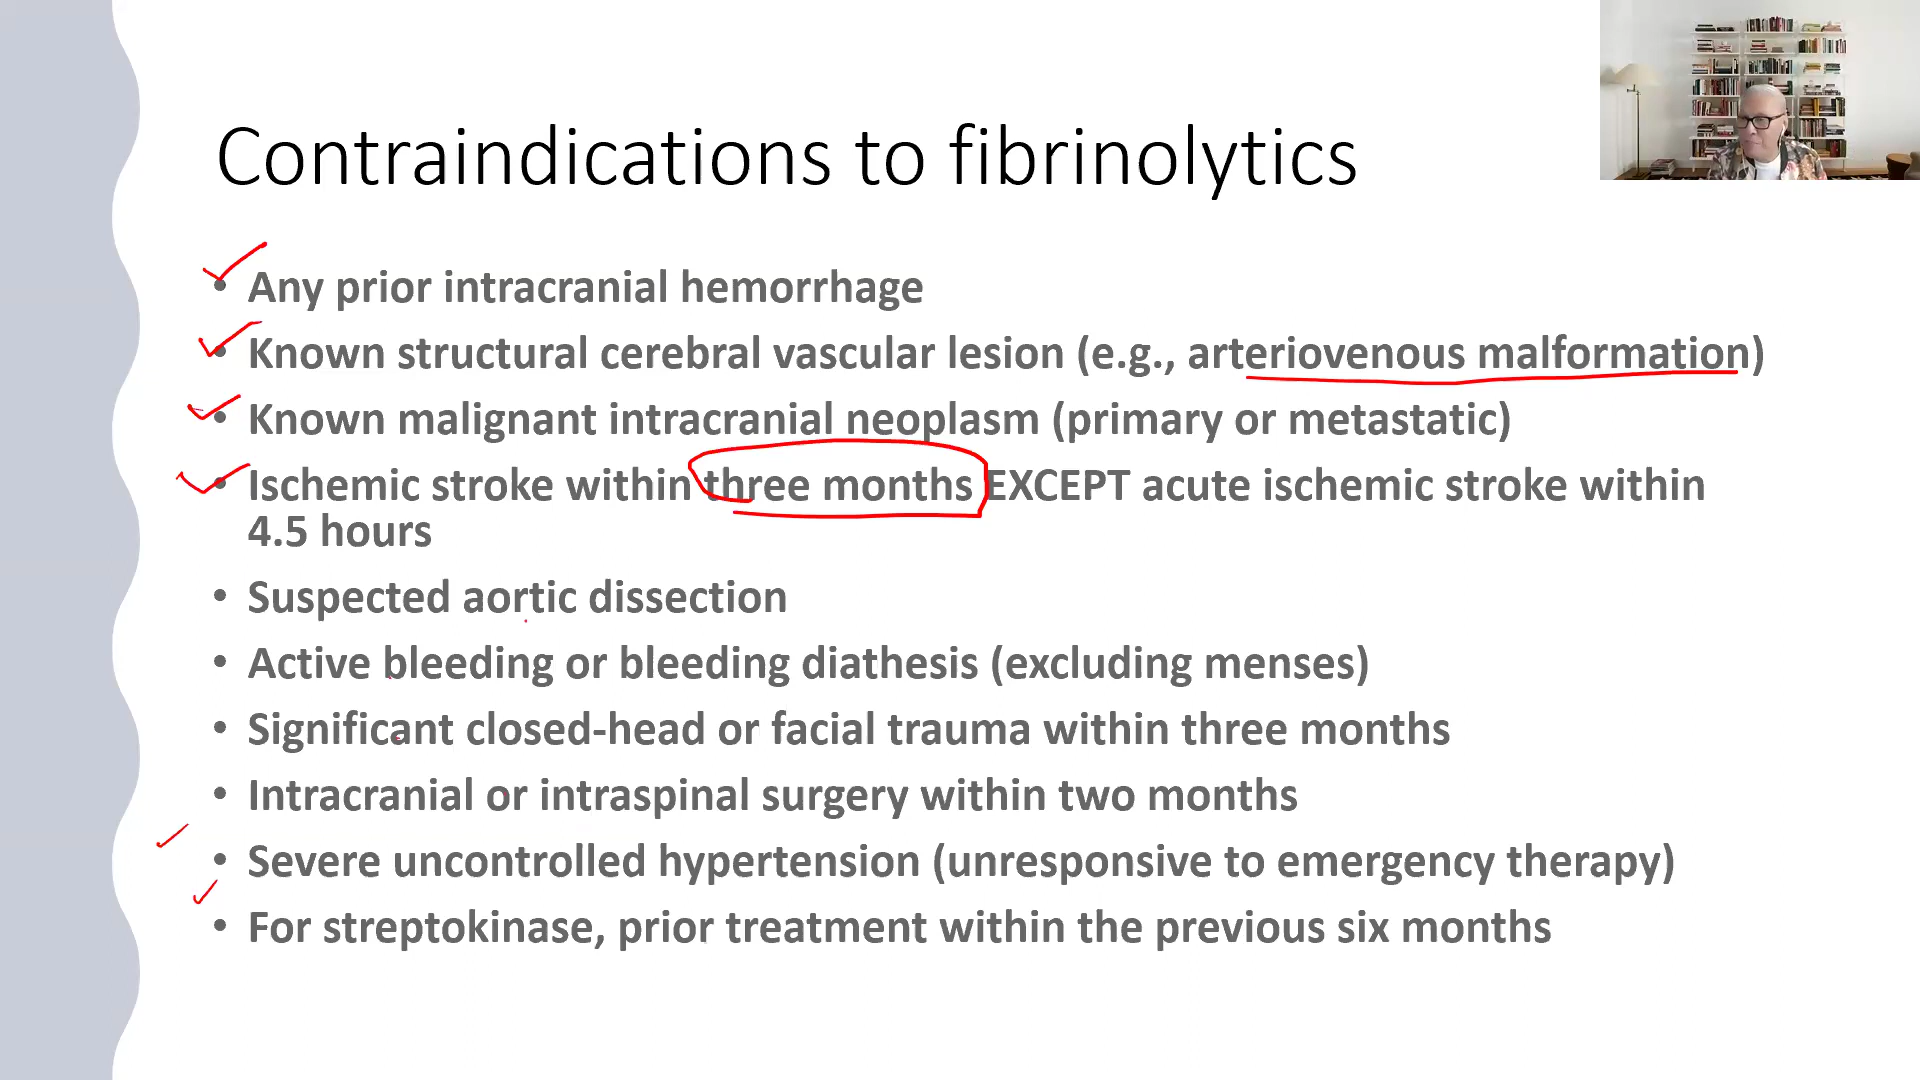 Contraindications to fibrinolytics
• Any prior intracranial hemorrhage
• Known structural cerebral vascular lesion (e.g., arteriovenous malformation)
• Known malignant intracranial neoplasm (primary or metastatic)
• Ischemic stroke within three months EXCEPT acute ischemic stroke within
4.5 hours
• Suspected aortic dissection
• Active bleeding or bleeding diathesis (excluding menses)
• Significant closed-head or facial trauma within three months
• Intracranial or intraspinal surgery within two months
• Severe uncontrolled hypertension (unresponsive to emergency therapy)
• For streptokinase, prior treatment within the previous six months